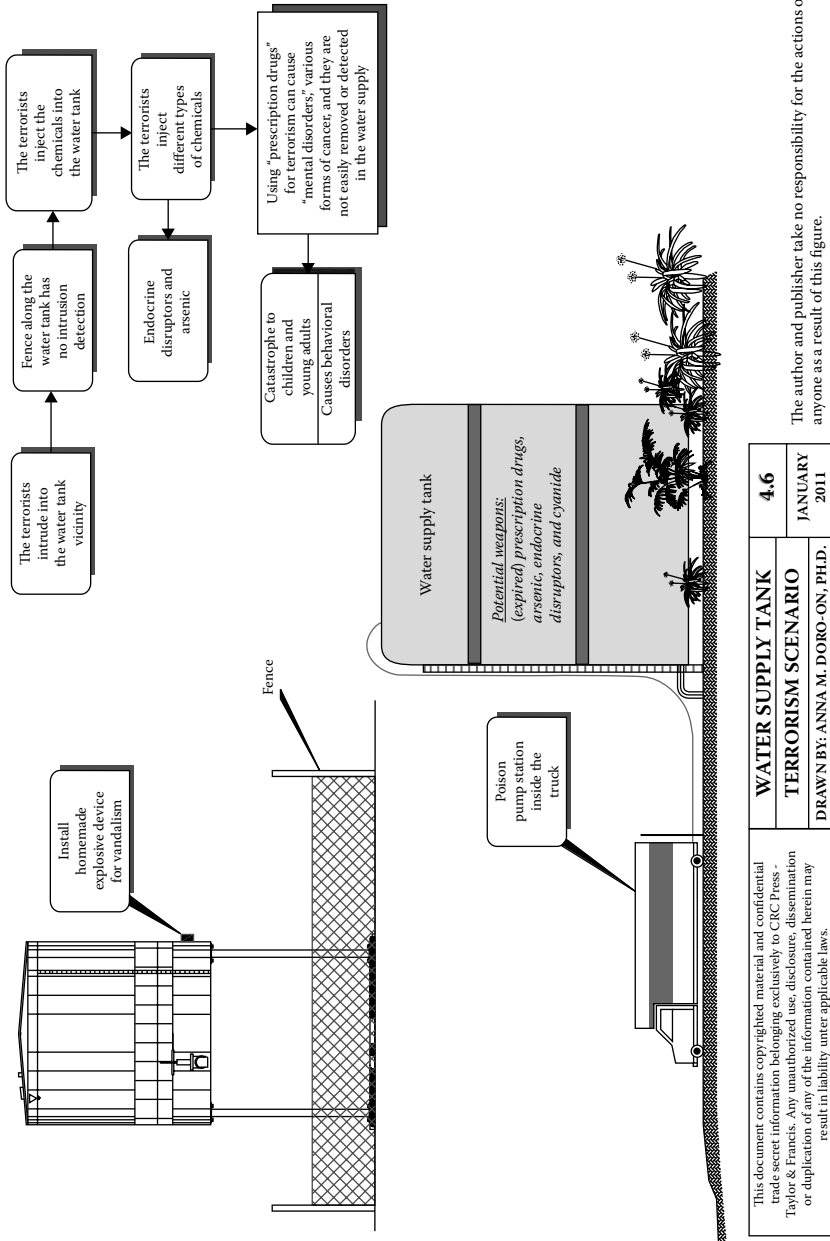 The terrorists
intrude into
the water tank
vicinity
Fence along the
water tank has
no intrusion
detection
The terrorists
inject the
chemicals into
the water tank
The terrorists
inject
different types
of chemicals
Endocrine
disruptors and
arsenic
Using “prescription drugs”
for terrorism can cause
“mental disorders,” various
forms of cancer, and they are
not easily removed or detected
in the water supply
Catastrophe to
children and
young adults
Causes behavioral
disorders
Install
homemade
explosive device
for vandalism
Fence
Water supply tank
Potential weapons:
(expired) prescription drugs,
arsenic, endocrine
disruptors, and cyanide
Poison
pump station
inside the
truck
This document contains copyrighted material and confidential
trade secret information belonging exclusively to CRC Press -
Taylor & Francis. Any unauthorized use, disclosure, dissemination
or duplication of any of the information contained herein may
result in liability unter applicable laws.
WATER SUPPLY TANK
TERRORISM SCENARIO
DRAWN BY: ANNA M. DORO-ON, PH.D.
4.6
JANUARY
2011
The author and publisher take no responsibility for the actions o
anyone as a result of this figure.